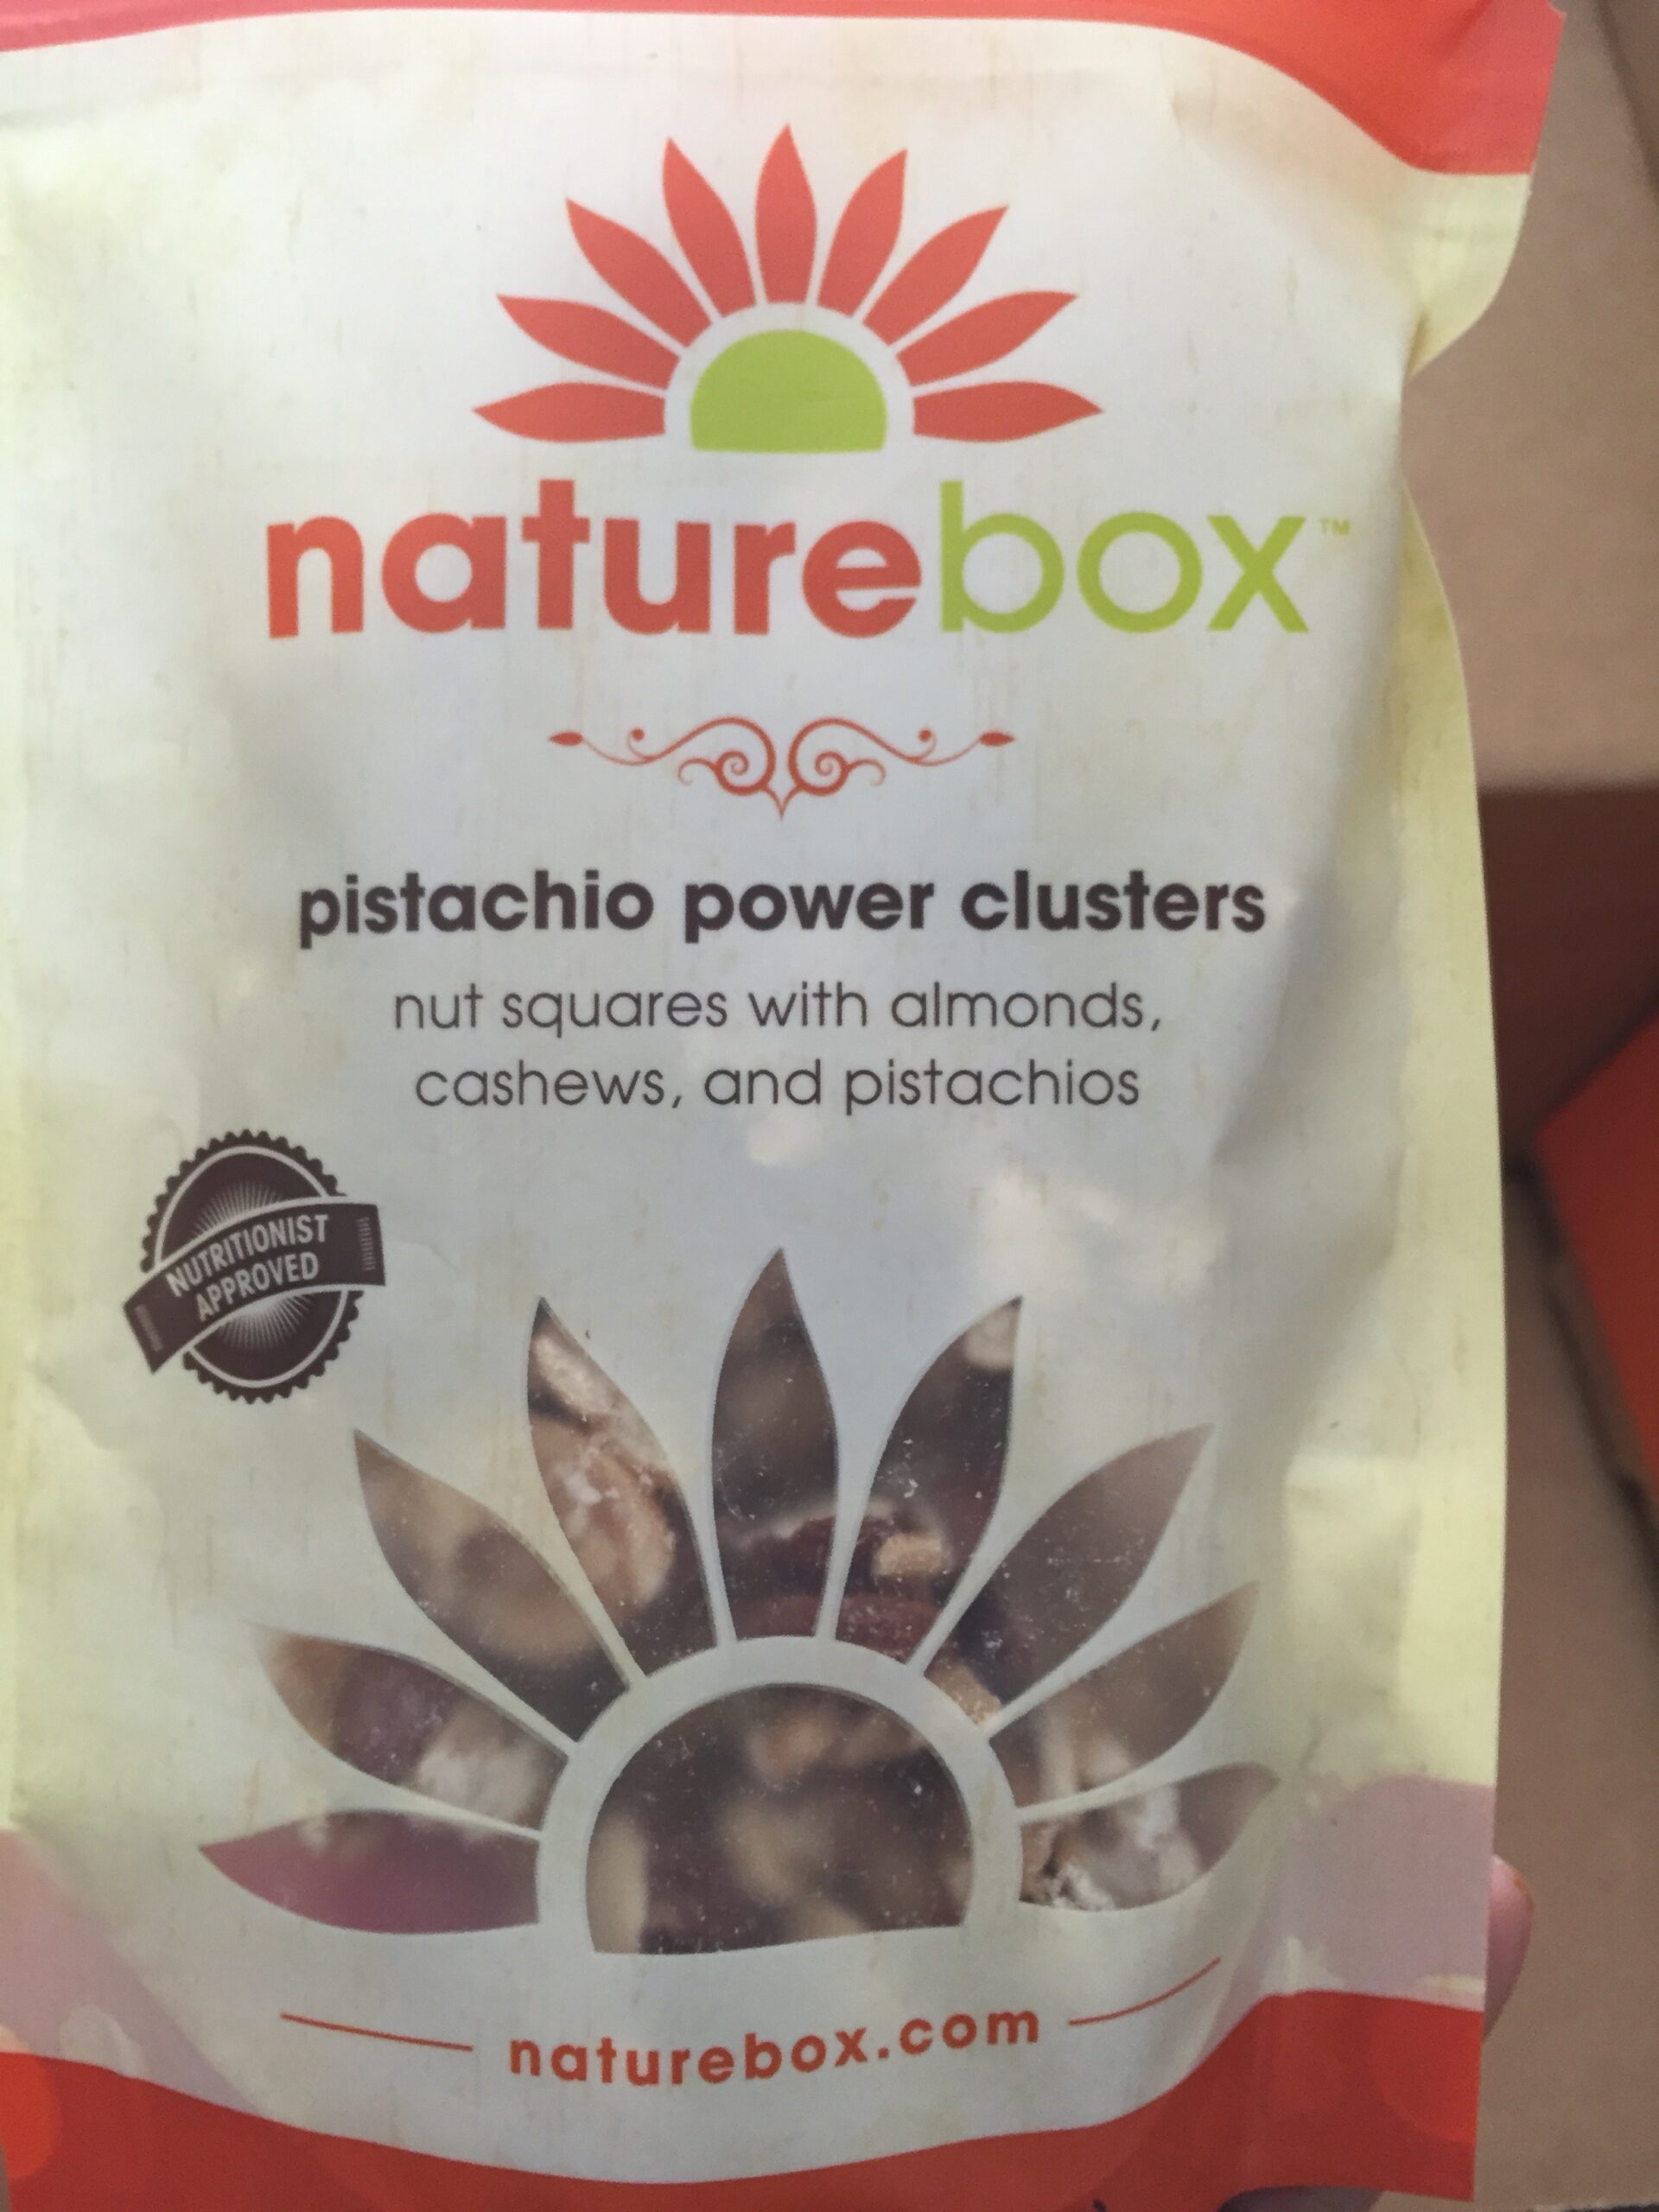 naturebox™
pistachio power clusters
nut squares with almonds,
cashews, and pistachios
NUTRITIONIST
APPROVED
naturebox.com